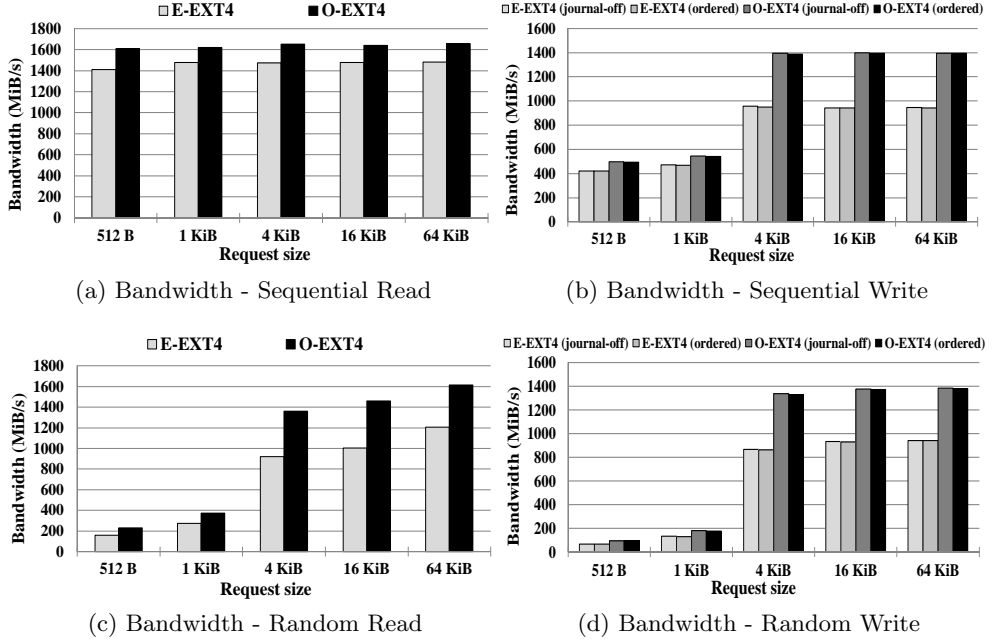 E-EXT4 O-EXT4
1800
1600
1400
1200
1000
800
600
400
200
0
Bandwidth (MiB/s)
512 B 1 KiB 4 KiB 16 KiB 64 KiB
Request size
(a) Bandwidth - Sequential Read
E-EXT4 (journal-off) E-EXT4 (ordered) O-EXT4 (journal-off) O-EXT4 (ordered)
1600
1400
1200
1000
800
600
400
200
0
Bandwidth (MiB/s)
512 B 1 KiB 4 KiB 16 KiB 64 KiB
Request size
(b) Bandwidth - Sequential Write
E-EXT4 O-EXT4
1800
1600
1400
1200
1000
800
600
400
200
0
Bandwidth (MiB/s)
512 B 1 KiB 4 KiB 16 KiB 64 KiB
Request size
(c) Bandwidth - Random Read
E-EXT4 (journal-off) E-EXT4 (ordered) O-EXT4 (journal-off) O-EXT4 (ordered)
1600
1400
1200
1000
800
600
400
200
0
Bandwidth (MiB/s)
512 B 1 KiB 4 KiB 16 KiB 64 KiB
Request size
(d) Bandwidth - Random Write